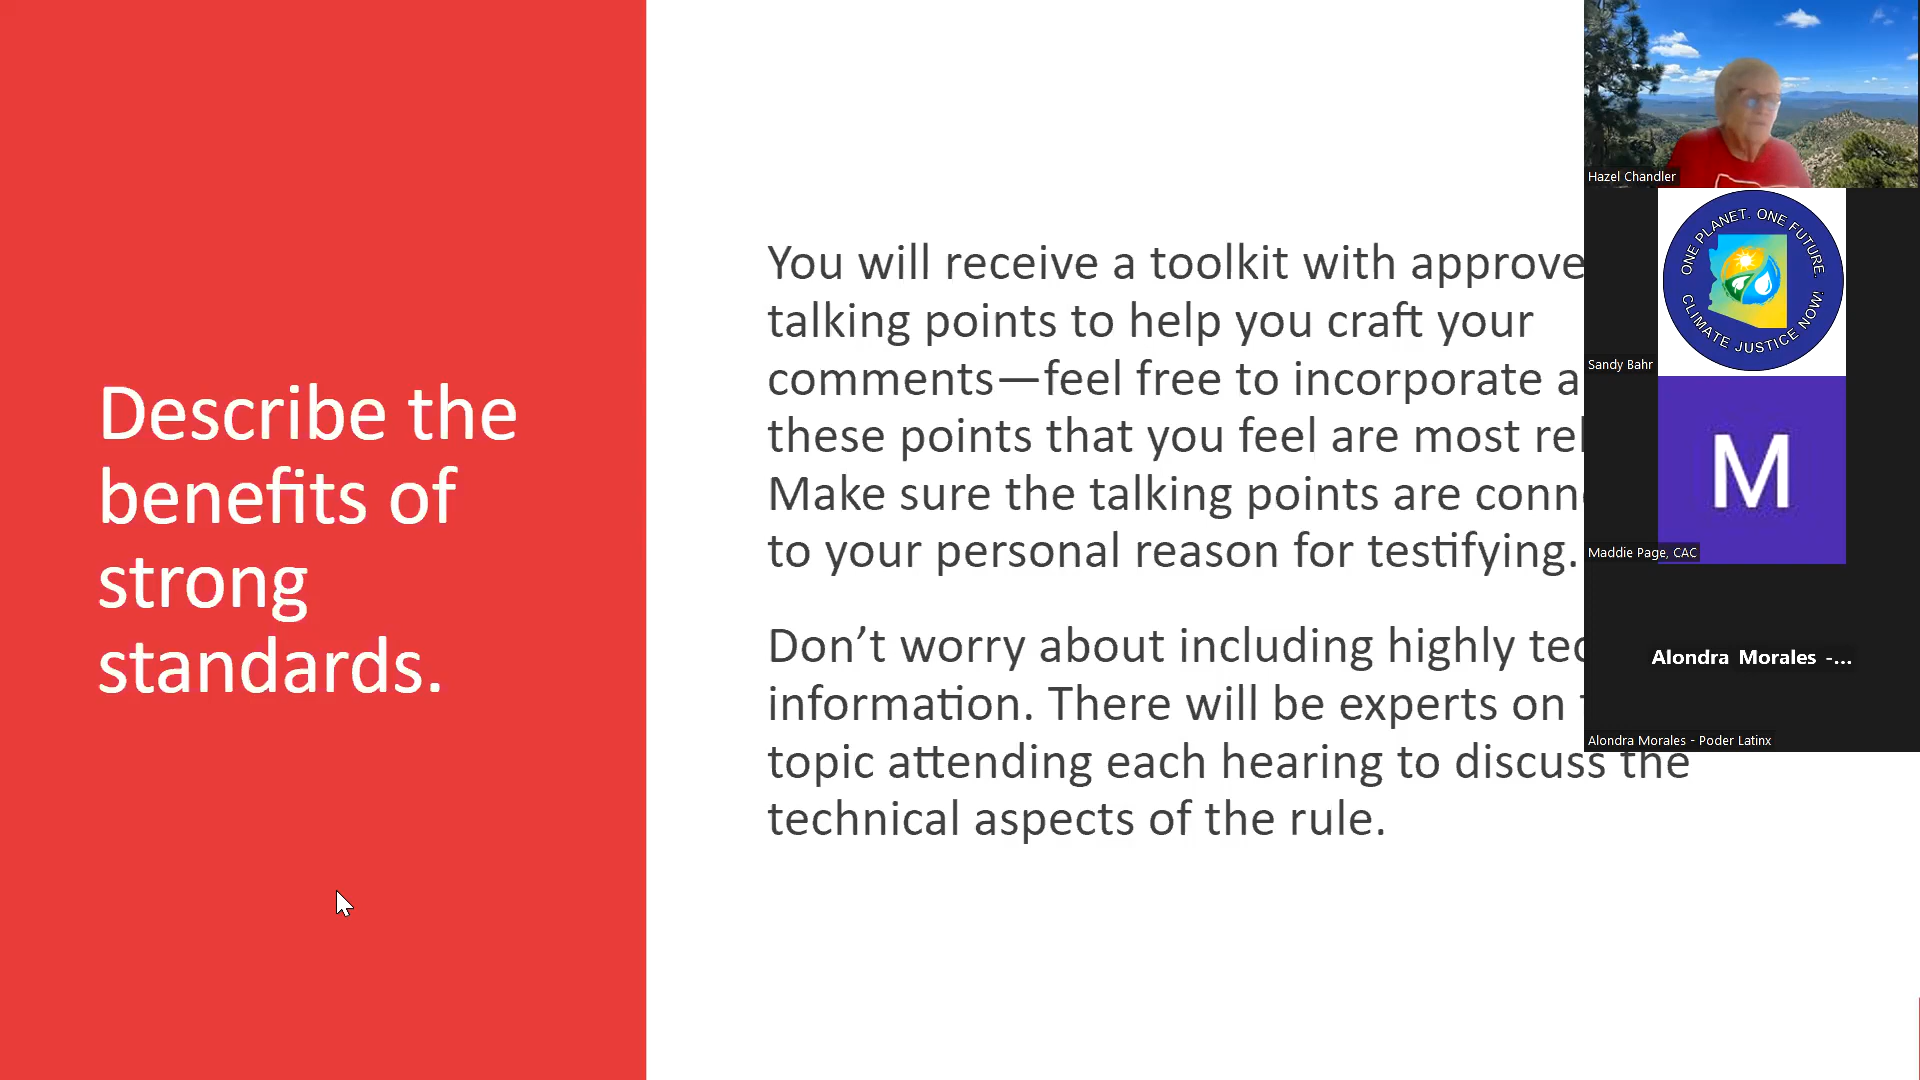 Describe the
benefits of
strong
standards.
You will receive a toolkit with approve
talking points to help you craft your
comments—feel free to incorporate a
these points that you feel are most rel
Make sure the talking points are conn
to your personal reason for testifying.
Don’t worry about including highly tec
information. There will be experts on
topic attending each hearing to discuss the
technical aspects of the rule.
Hazel Chandler
ONE PLANET. ONE FUTURE.
CLIMATE JUSTICE NOW!
Sandy Bahr
M
Maddie Page, CAC
Alondra Morales -...
Alondra Morales - Poder Latinx